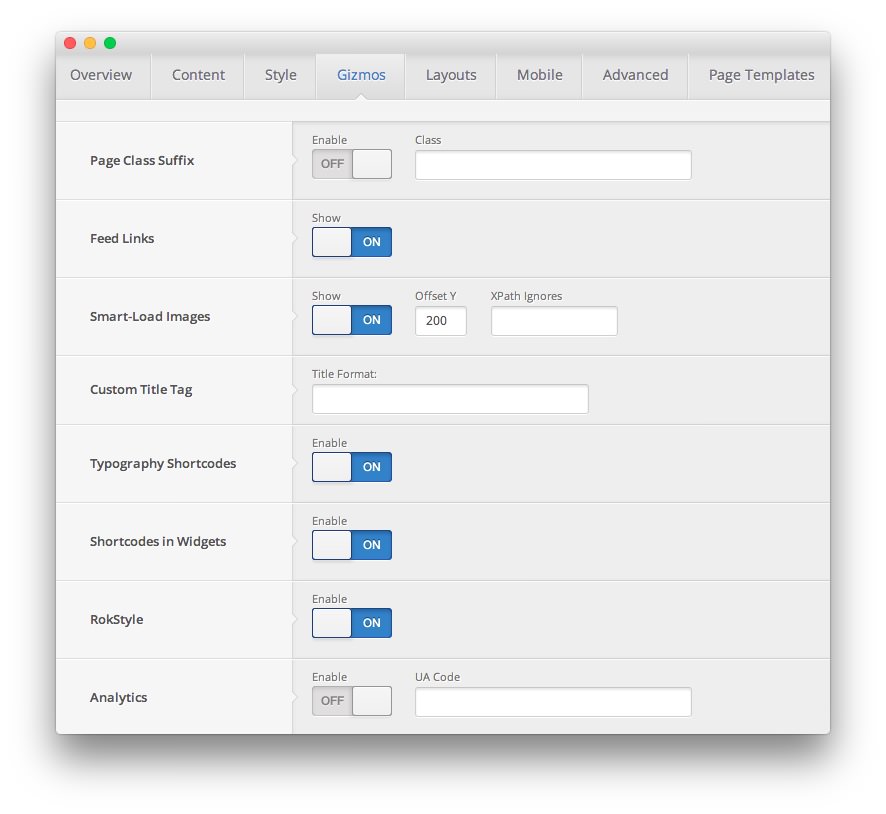 Overview Content Style Gizmos Layouts Mobile Advanced Page Templates
Page Class Suffix
Enable Class
OFF
Feed Links
Show
ON
Smart-Load Images
Show Offset Y XPath Ignores
ON 200
Custom Title Tag
Title Format:
Typography Shortcodes
Enable
ON
Shortcodes in Widgets
Enable
ON
RokStyle
Enable
ON
Analytics
Enable UA Code
OFF